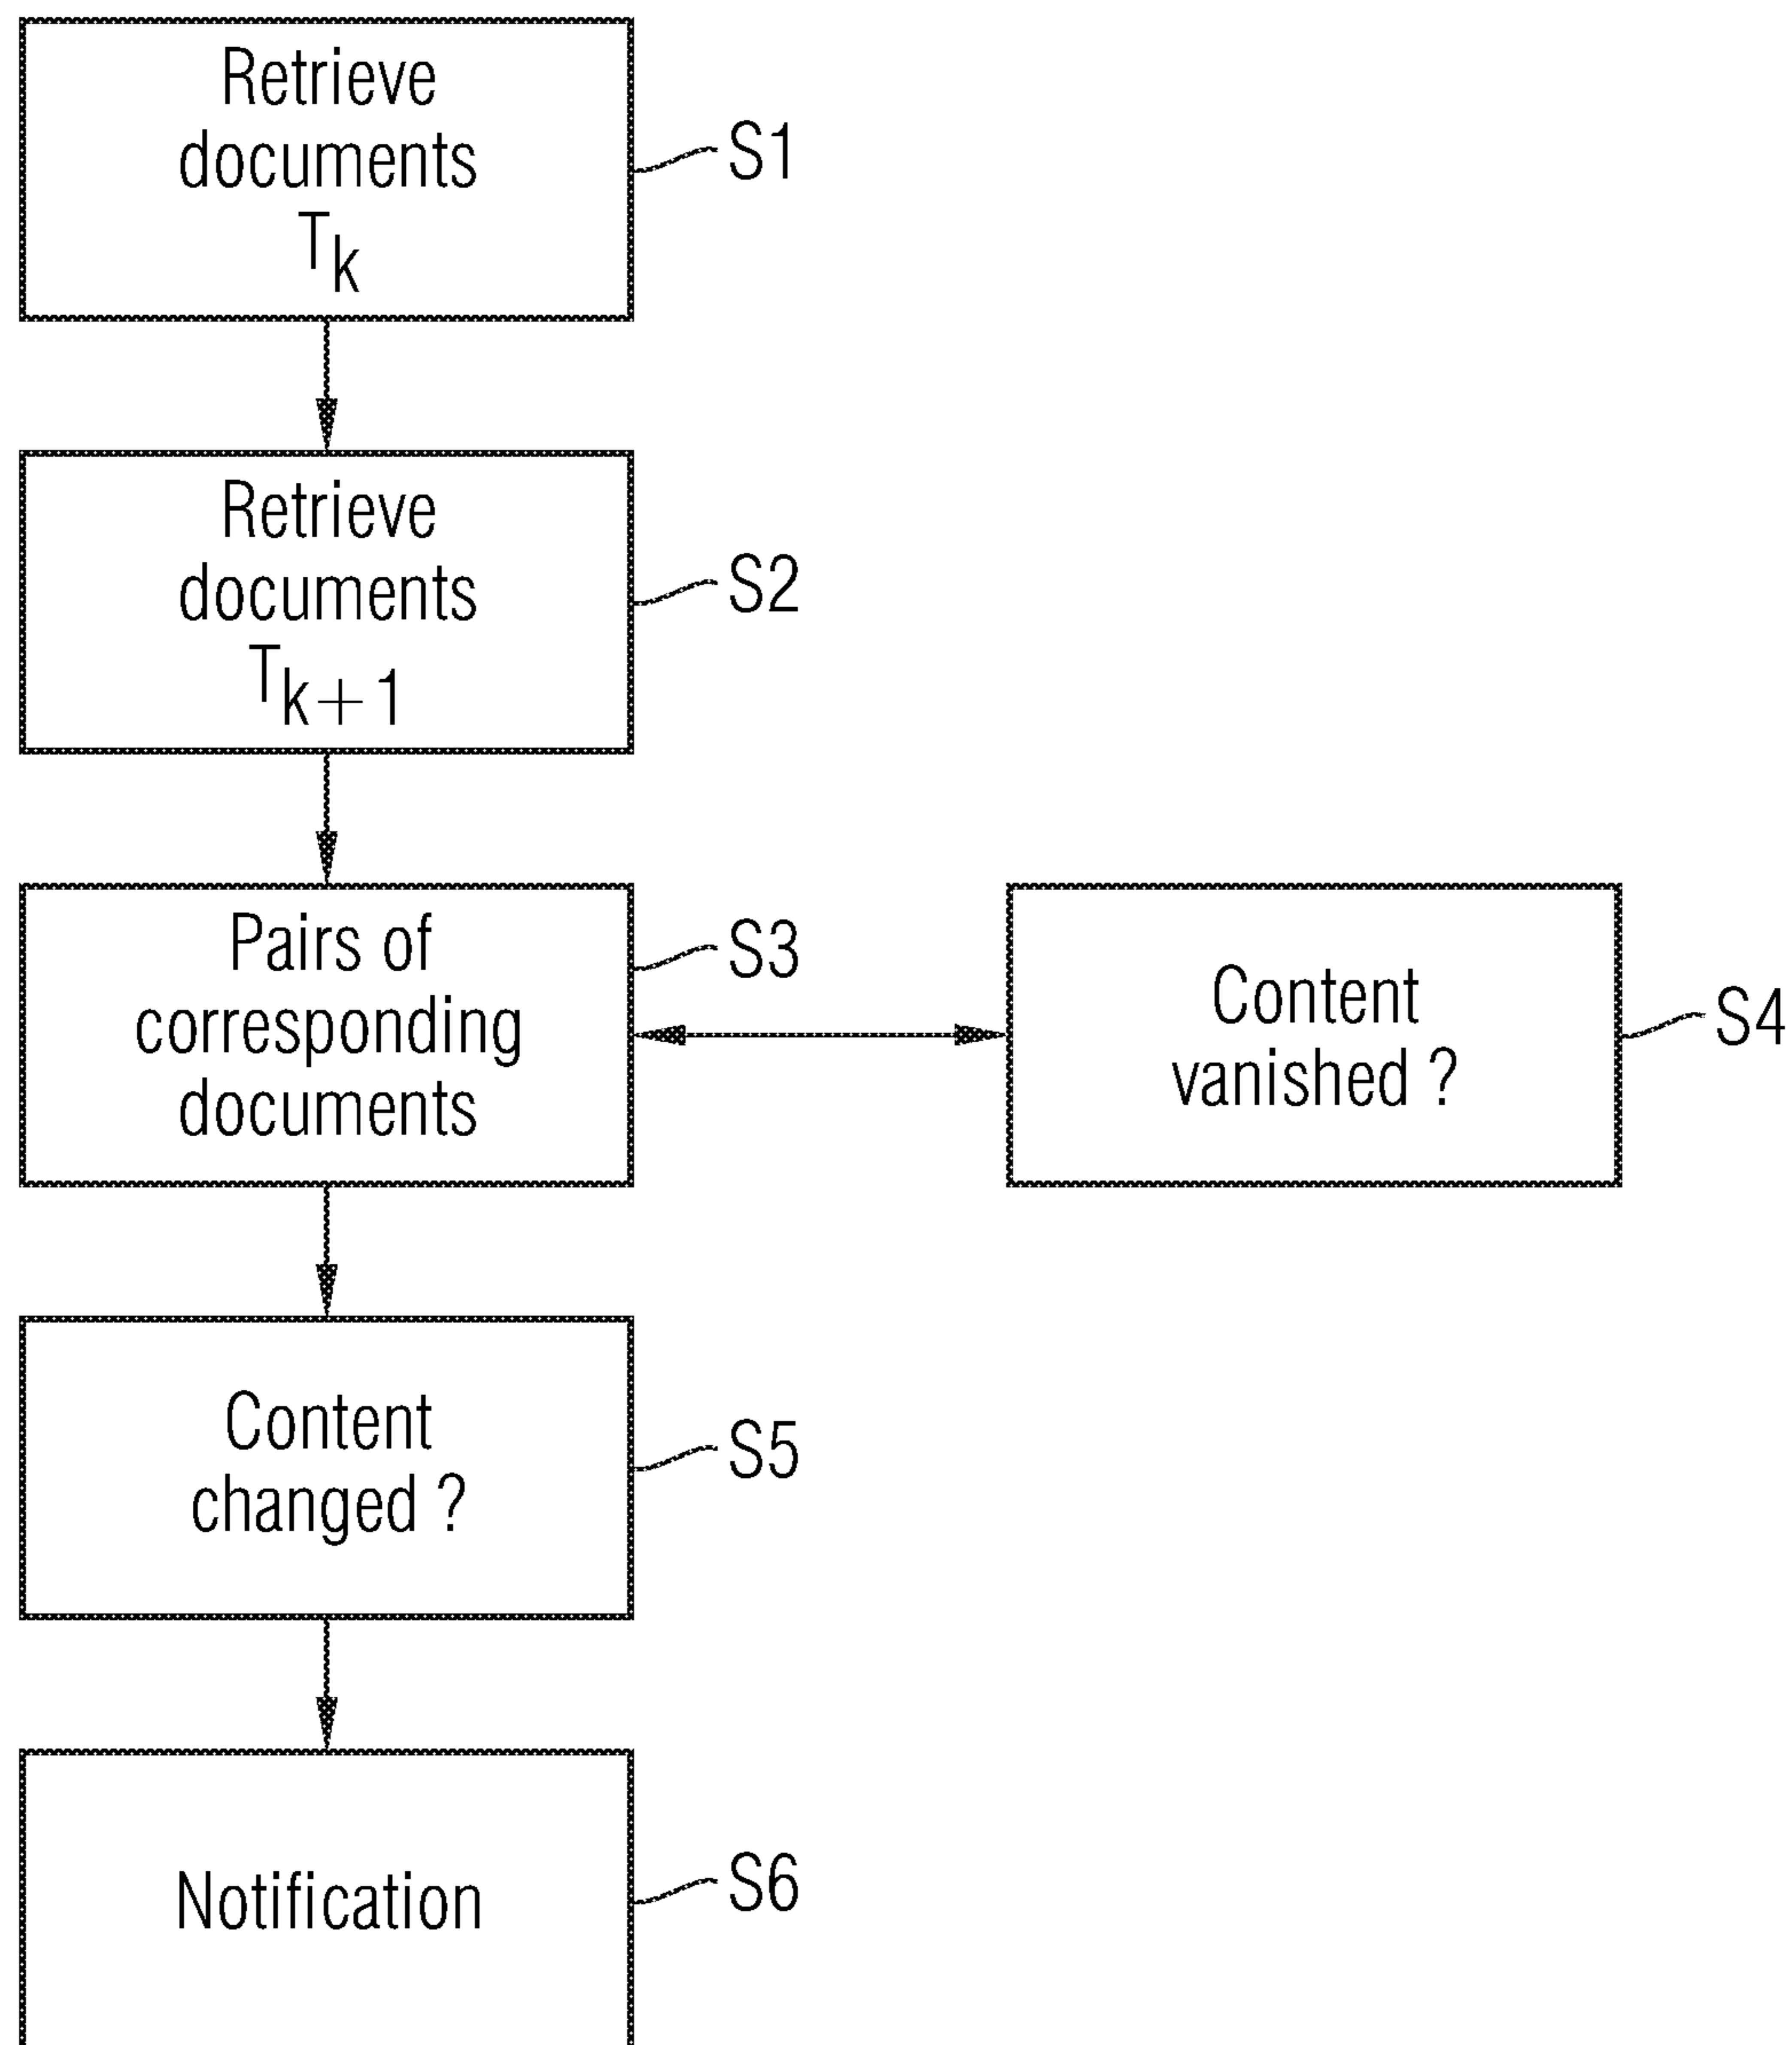 Retrieve
documents
Tk
S1
Retrieve
documents
Tk+1
S2
Pairs of
corresponding
documents
S3
Content
vanished ?
S4
Content
changed ?
S5
Notification
S6